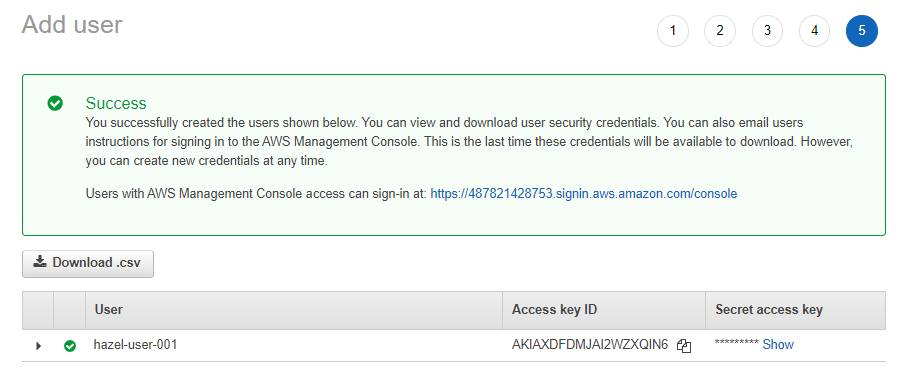 Add user
1 2 3 4 5
Success
You successfully created the users shown below. You can view and download user security credentials. You can also email users
instructions for signing in to the AWS Management Console. This is the last time these credentials will be available to download. However,
you can create new credentials at any time.
Users with AWS Management Console access can sign-in at: https://487821428753.signin.aws.amazon.com/console
Download .csv
User Access key ID Secret access key
hazel-user-001 AKIAXDFDMJAI2WZXQIN6 ********* Show